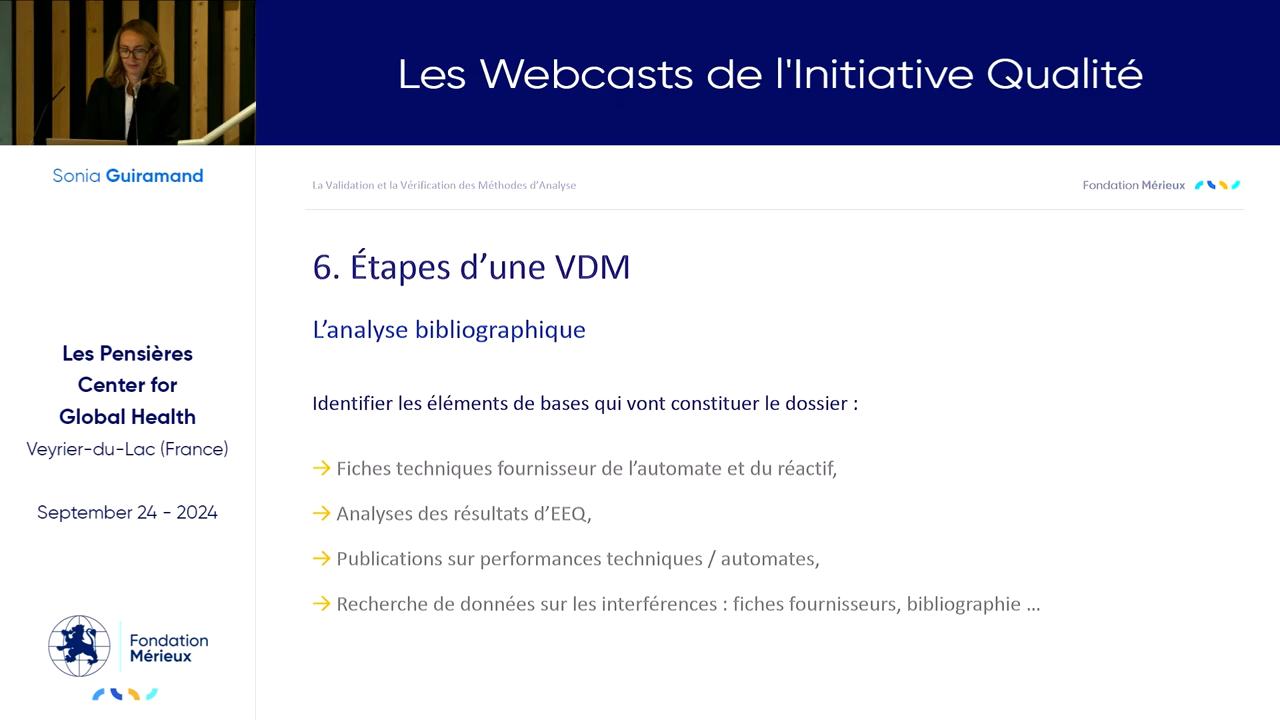 Les Webcasts de l'Initiative Qualité
Sonia Guiramand
Les Pensières
Center for
Global Health
Veyrier-du-Lac (France)
September 24 - 2024
Fondation
Mérieux
La Validation et la Vérification des Méthodes d’Analyse
Fondation Mérieux
6. Étapes d’une VDM
L’analyse bibliographique
Identifier les éléments de bases qui vont constituer le dossier :
→ Fiches techniques fournisseur de l’automate et du réactif,
→ Analyses des résultats d’EEQ,
→ Publications sur performances techniques / automates,
→ Recherche de données sur les interférences : fiches fournisseurs, bibliographie ...